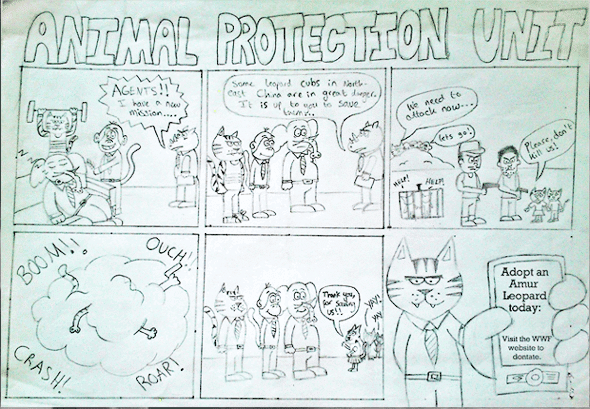 ANIMAL PROTECTION UNIT
AGENTS!!
I have a new
mission....
ZZ
Some leopard cubs in North-
east China are in great danger.
It is up to you to save
them...
We need to
attack now...
lets go!
Please, don't
kill us!
HELP!
HELP!
BOOM!!
OUCH!!
CRASH!
ROAR!
Thank you,
for saving
us!!
YAY!
YAY
Adopt an
Amur
Leopard
today:
Visit the WWF
website to
dontate.